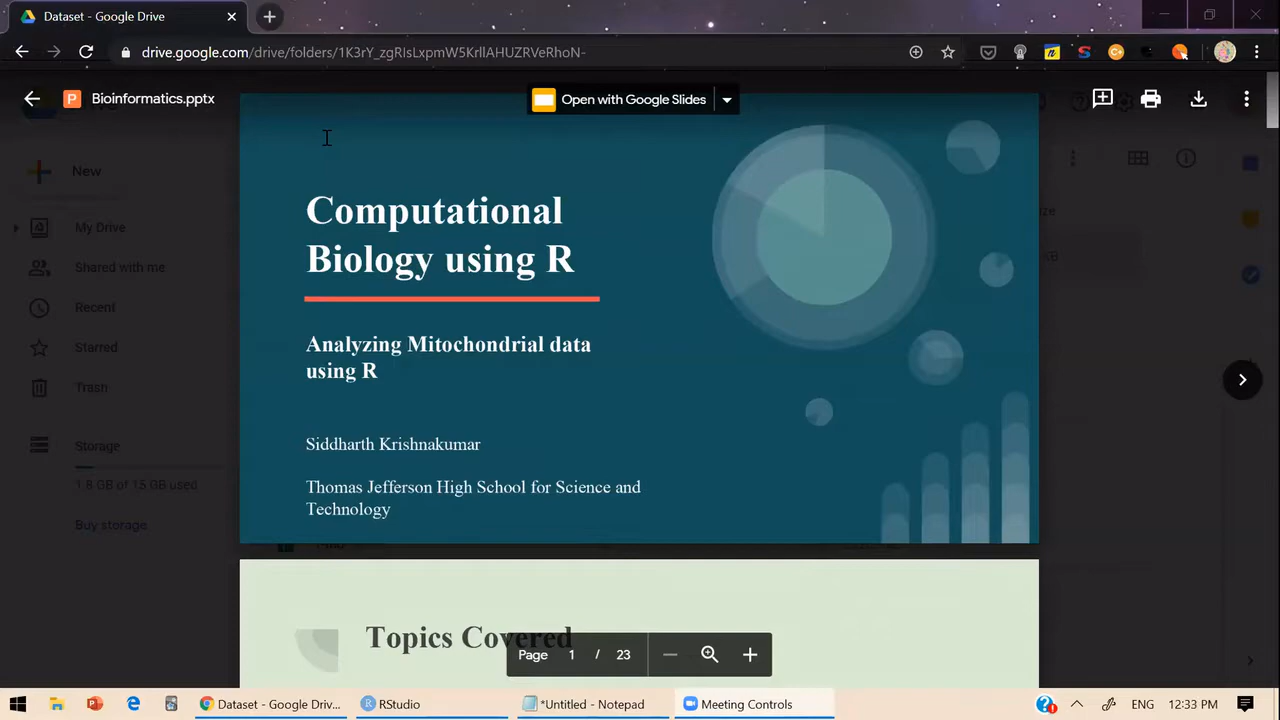 Dataset - Google Drive
drive.google.com/drive/folders/1K3rY_zgRIsLxpmW5KrIlAHUZRVeRhoN-
Bioinformatics.pptx
Open with Google Slides
New
My Drive
Shared with me
Recent
Starred
Trash
Storage
1.8 GB of 15 GB used
Buy storage
Computational
Biology using R
Analyzing Mitochondrial data
using R
Siddharth Krishnakumar
Thomas Jefferson High School for Science and
Technology
Topics Covered
Page 1 / 23
Dataset - Google Driv...
RStudio
*Untitled - Notepad
Meeting Controls
ENG
12:33 PM